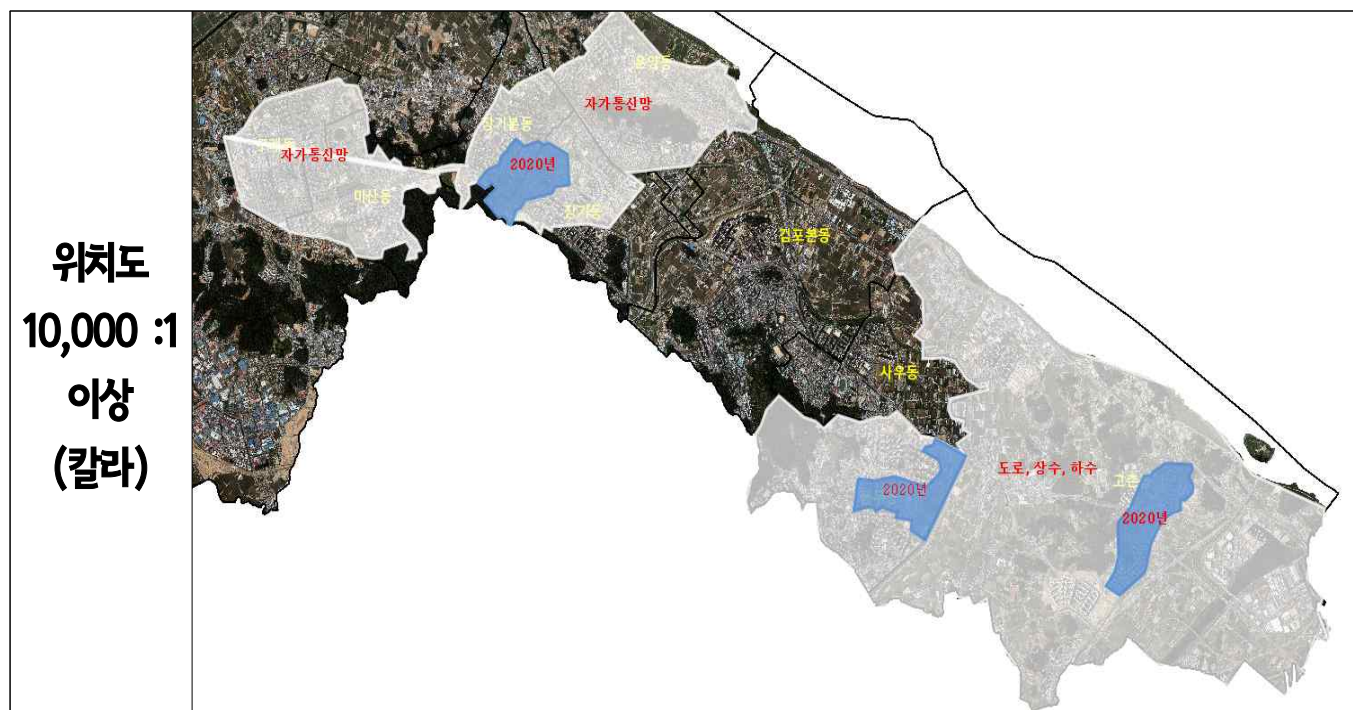 위치도
10,000 :1
이상
(칼라)
운양동
자가통신망
장기본동
2020년
자가통신망
마산동
장기동
김포본동
사우동
도로, 상수, 하수
고촌
2020년
2020년